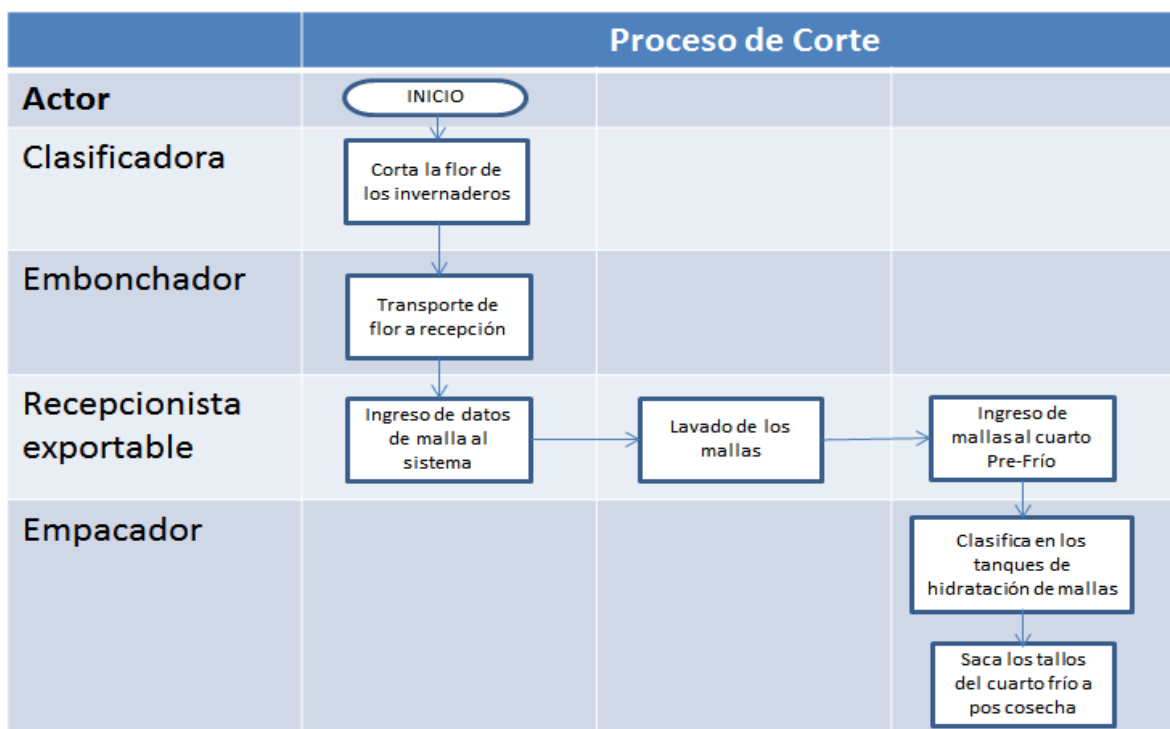 Proceso de Corte
Actor
INICIO
Clasificadora
Corta la flor de
los invernaderos
Embonchador
Transporte de
flor a recepción
Recepcionista
exportable
Ingreso de datos
de malla al
sistema
Lavado de los
mallas
Ingreso de
mallas al cuarto
Pre-Frío
Empacador
Clasifica en los
tanques de
hidratación de mallas
Saca los tallos
del cuarto frío a
pos cosecha